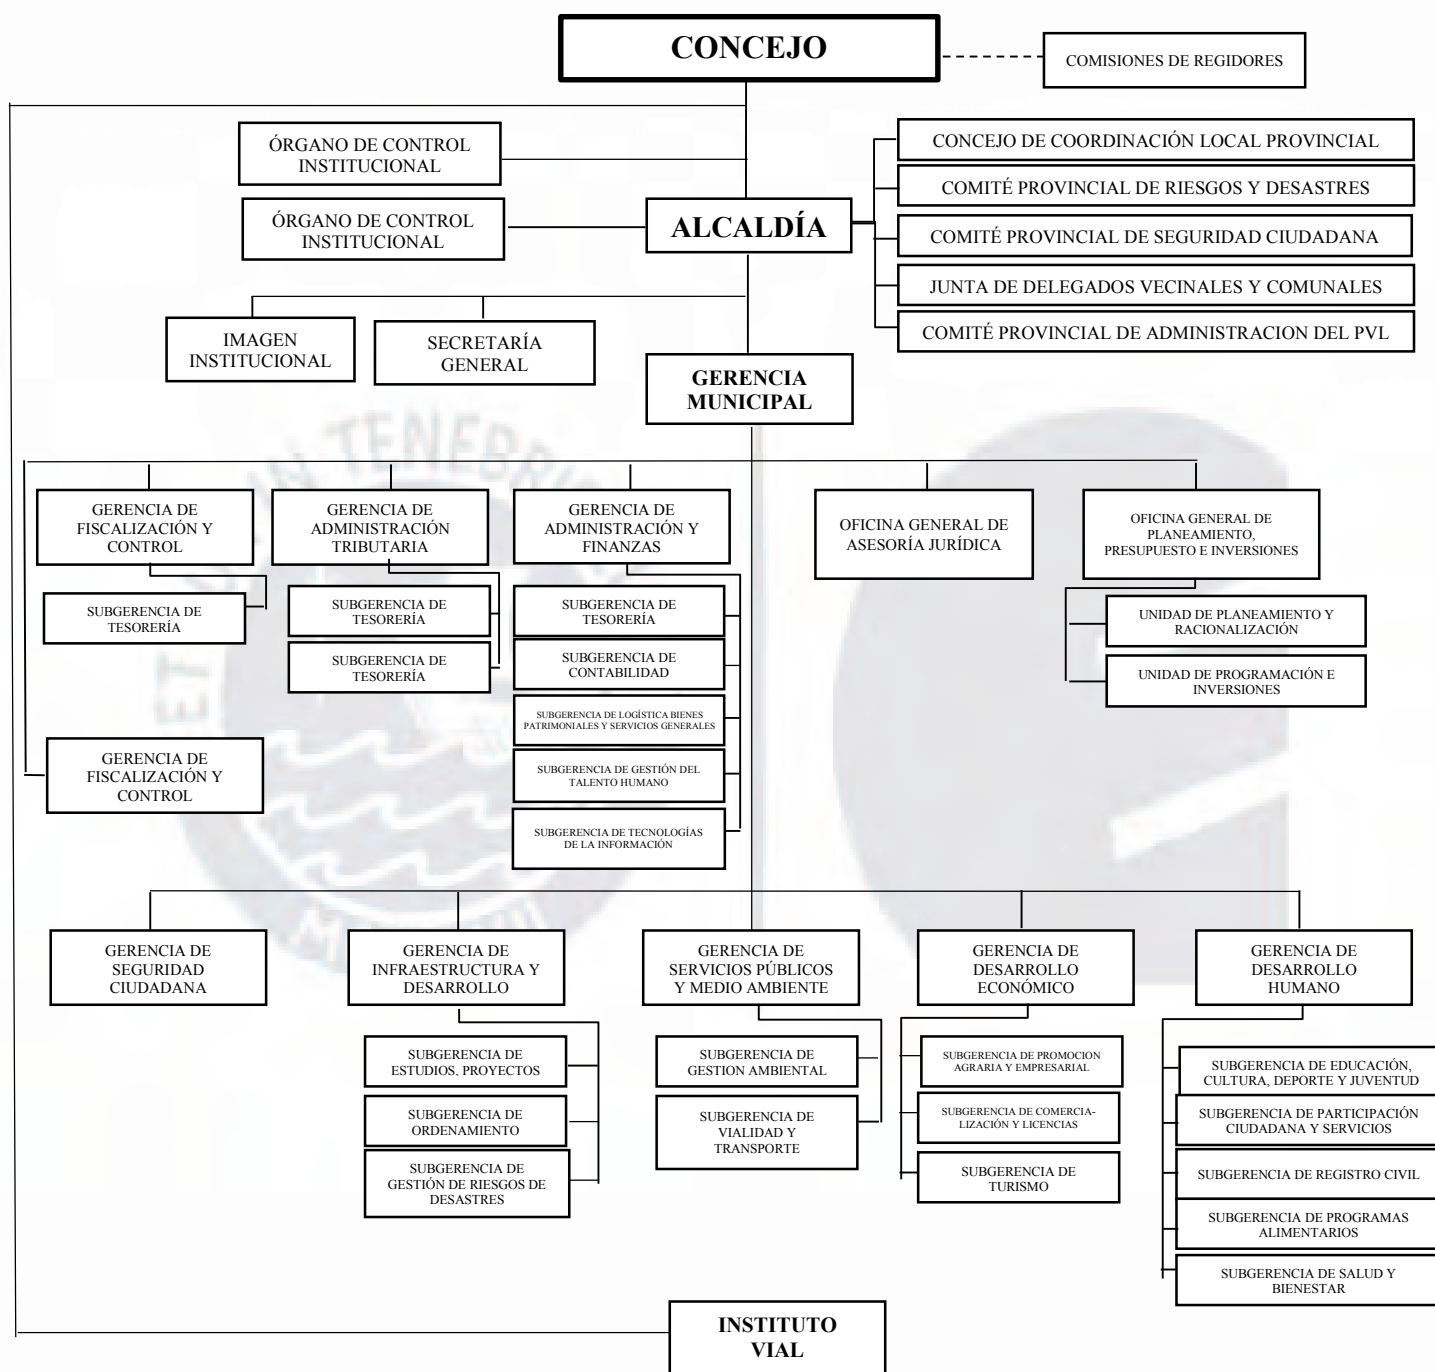 CONCEJO
COMISIONES DE REGIDORES
ÓRGANO DE CONTROL
INSTITUCIONAL
CONCEJO DE COORDINACIÓN LOCAL PROVINCIAL
COMITÉ PROVINCIAL DE RIESGOS Y DESASTRES
ÓRGANO DE CONTROL
INSTITUCIONAL
ALCALDÍA
COMITÉ PROVINCIAL DE SEGURIDAD CIUDADANA
JUNTA DE DELEGADOS VECINALES Y COMUNALES
COMITÉ PROVINCIAL DE ADMINISTRACION DEL PVL
IMAGEN
INSTITUCIONAL
SECRETARÍA
GENERAL
GERENCIA
MUNICIPAL
GERENCIA DE
FISCALIZACIÓN Y
CONTROL
GERENCIA DE
ADMINISTRACIÓN
TRIBUTARIA
GERENCIA DE
ADMINISTRACIÓN Y
FINANZAS
OFICINA GENERAL DE
ASESORÍA JURÍDICA
OFICINA GENERAL DE
PLANEAMIENTO,
PRESUPUESTO E INVERSIONES
SUBGERENCIA DE
TESORERÍA
SUBGERENCIA DE
TESORERÍA
SUBGERENCIA DE
TESORERÍA
SUBGERENCIA DE
TESORERÍA
SUBGERENCIA DE
CONTABILIDAD
SUBGERENCIA DE LOGÍSTICA BIENES
PATRIMONIALES Y SERVICIOS GENERALES
SUBGERENCIA DE GESTIÓN DEL
TALENTO HUMANO
SUBGERENCIA DE TECNOLOGÍAS
DE LA INFORMACIÓN
UNIDAD DE PLANEAMIENTO Y
RACIONALIZACIÓN
UNIDAD DE PROGRAMACIÓN E
INVERSIONES
GERENCIA DE
FISCALIZACIÓN Y
CONTROL
GERENCIA DE
SEGURIDAD
CIUDADANA
GERENCIA DE
INFRAESTRUCTURA Y
DESARROLLO
GERENCIA DE
SERVICIOS PÚBLICOS
Y MEDIO AMBIENTE
GERENCIA DE
DESARROLLO
ECONÓMICO
GERENCIA DE
DESARROLLO
HUMANO
SUBGERENCIA DE
ESTUDIOS, PROYECTOS
SUBGERENCIA DE
ORDENAMIENTO
SUBGERENCIA DE
GESTIÓN DE RIESGOS DE
DESASTRES
SUBGERENCIA DE
GESTION AMBIENTAL
SUBGERENCIA DE
VIALIDAD Y
TRANSPORTE
SUBGERENCIA DE PROMOCION
AGRARIA Y EMPRESARIAL
SUBGERENCIA DE COMERCIA-
LIZACIÓN Y LICENCIAS
SUBGERENCIA DE
TURISMO
SUBGERENCIA DE EDUCACIÓN,
CULTURA, DEPORTE Y JUVENTUD
SUBGERENCIA DE PARTICIPACIÓN
CIUDADANA Y SERVICIOS
SUBGERENCIA DE REGISTRO CIVIL
SUBGERENCIA DE PROGRAMAS
ALIMENTARIOS
SUBGERENCIA DE SALUD Y
BIENESTAR
INSTITUTO
VIAL